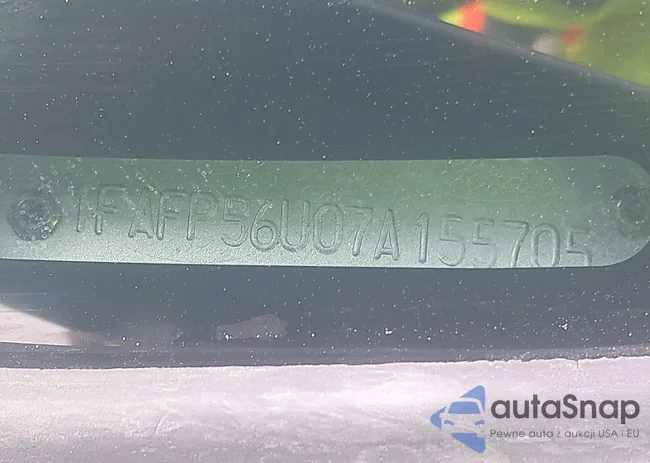 1FAFP56U07A155705
autaSnap
Pewne auta z aukcji USA i EU